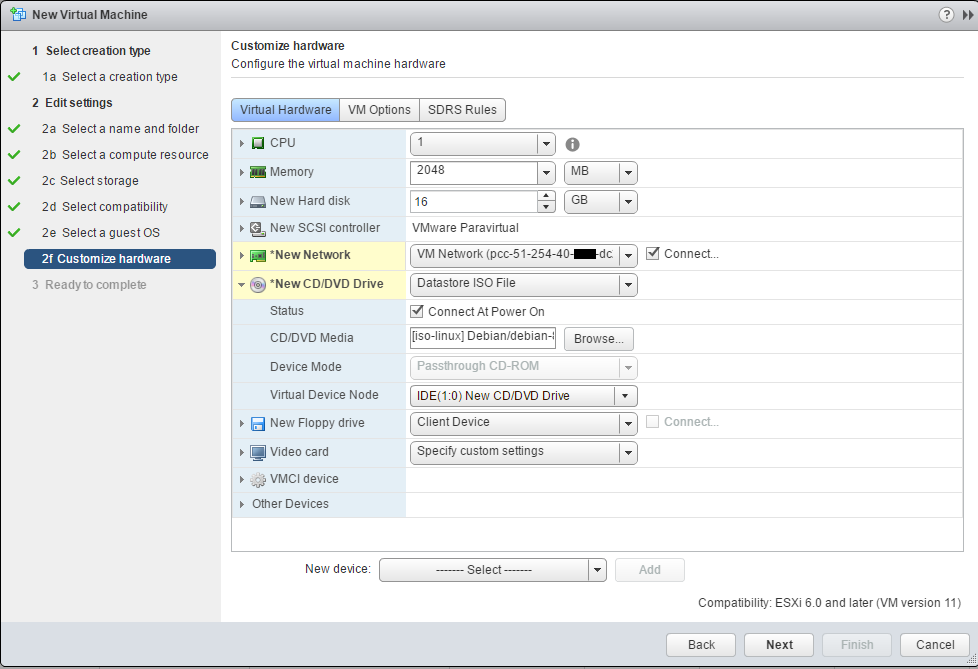 New Virtual Machine
1 Select creation type
1a Select a creation type
2 Edit settings
2a Select a name and folder
2b Select a compute resource
2c Select storage
2d Select compatibility
2e Select a guest OS
2f Customize hardware
3 Ready to complete
Customize hardware
Configure the virtual machine hardware
Virtual Hardware VM Options SDRS Rules
CPU 1
Memory 2048 MB
New Hard disk 16 GB
New SCSI controller VMware Paravirtual
*New Network VM Network (pcc-51-254-40- -dc. Connect...
*New CD/DVD Drive Datastore ISO File
Status Connect At Power On
CD/DVD Media [iso-linux] Debian/debian- Browse...
Device Mode Passthrough CD-ROM
Virtual Device Node IDE(1:0) New CD/DVD Drive
New Floppy drive Client Device Connect...
Video card Specify custom settings
VMCI device
Other Devices
New device: ------- Select ------- Add
Compatibility: ESXi 6.0 and later (VM version 11)
Back Next Finish Cancel